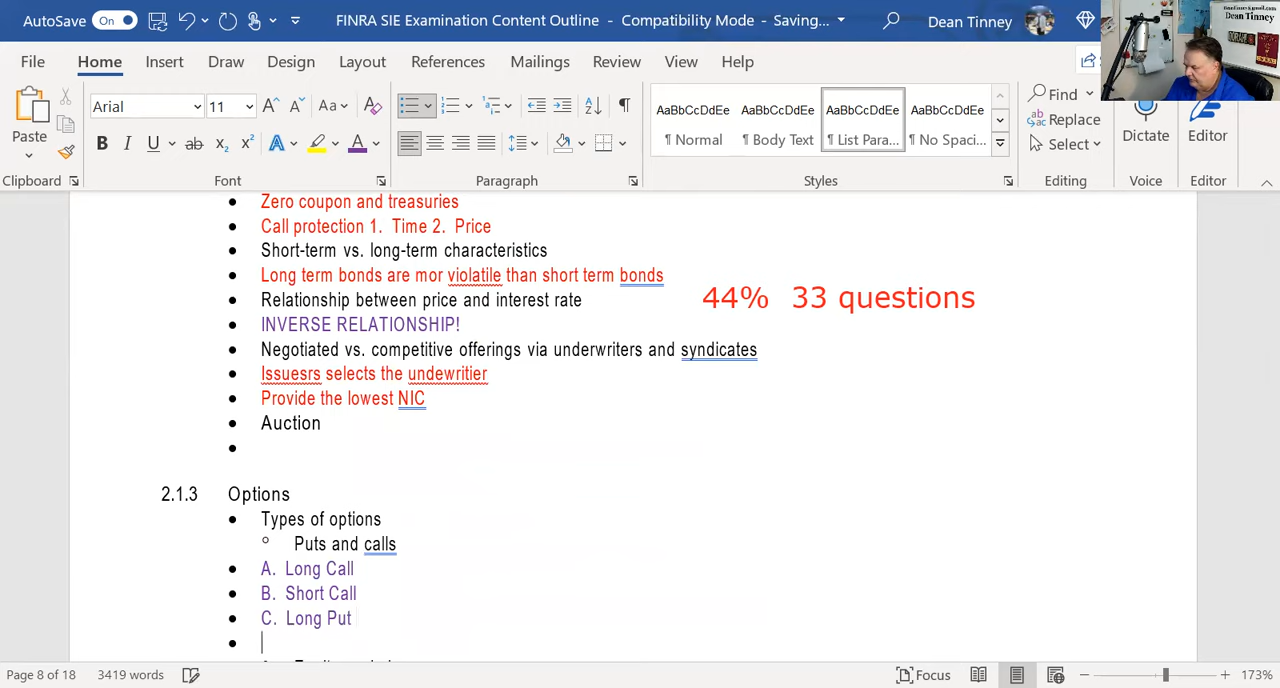 AutoSave On FINRA SIE Examination Content Outline - Compatibility Mode - Saving... Dean Tinney
Dean Tinney
File Home Insert Draw Design Layout References Mailings Review View Help
Paste
Arial 11 Aa
AaBbCcDdEe AaBbCcDdEe AaBbCcDdEe AaBbCcDdEe
¶ Normal ¶ Body Text ¶ List Para... ¶ No Spaci...
Find
Replace
Select
Dictate
Editor
Clipboard Font Paragraph Styles Editing Voice Editor
• Zero coupon and treasuries
• Call protection 1. Time 2. Price
• Short-term vs. long-term characteristics
• Long term bonds are mor violatile than short term bonds
• Relationship between price and interest rate
44% 33 questions
• INVERSE RELATIONSHIP!
• Negotiated vs. competitive offerings via underwriters and syndicates
• Issuesrs selects the undewritier
• Provide the lowest NIC
• Auction
•
2.1.3 Options
• Types of options
° Puts and calls
• A. Long Call
• B. Short Call
• C. Long Put
•
Page 8 of 18 3419 words Focus 173%